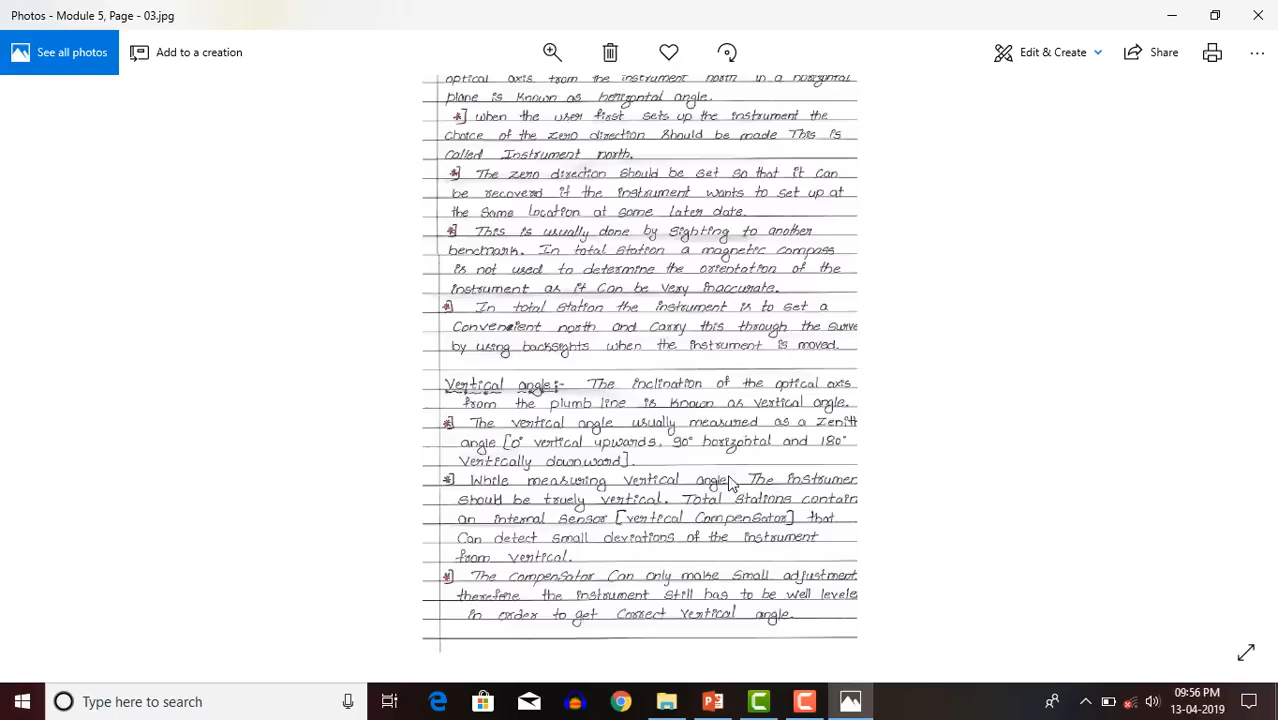 Photos - Module 5, Page - 03.jpg
See all photos
Add to a creation
Edit & Create
Share
optical axis from the instrument north in a horizontal
plane is known as horizontal angle.
*] when the user first sets up the instrument the
choice of the zero direction should be made This is
called Instrument north.
*] The zero direction should be set so that it can
be recovered if the instrument wants to set up at
the same location at some later date.
*] This is usually done by sighting to another
benchmark. In total station a magnetic compass
is not used to determine the orientation of the
instrument as it can be very inaccurate.
*] In total station the instrument is to set a
Conveneient north and carry this through the surve
by using backsights when the instrument is moved.
Vertical angle:- The inclination of the optical axis
from the plumb line is known as vertical angle.
*] The vertical angle usually measured as a zenith
angle [0° vertical upwards, 90° horizontal and 180°
vertically downward].
*] While measuring vertical angle, The instrumen
should be truely vertical. Total stations contain
an internal sensor [vertical compensator] that
can detect small deviations of the instrument
from vertical.
*] The compensator can only make small adjustment
therefore the instrument still has to be well levele
in order to get correct vertical angle.
Type here to search
09:56 PM
13-04-2019